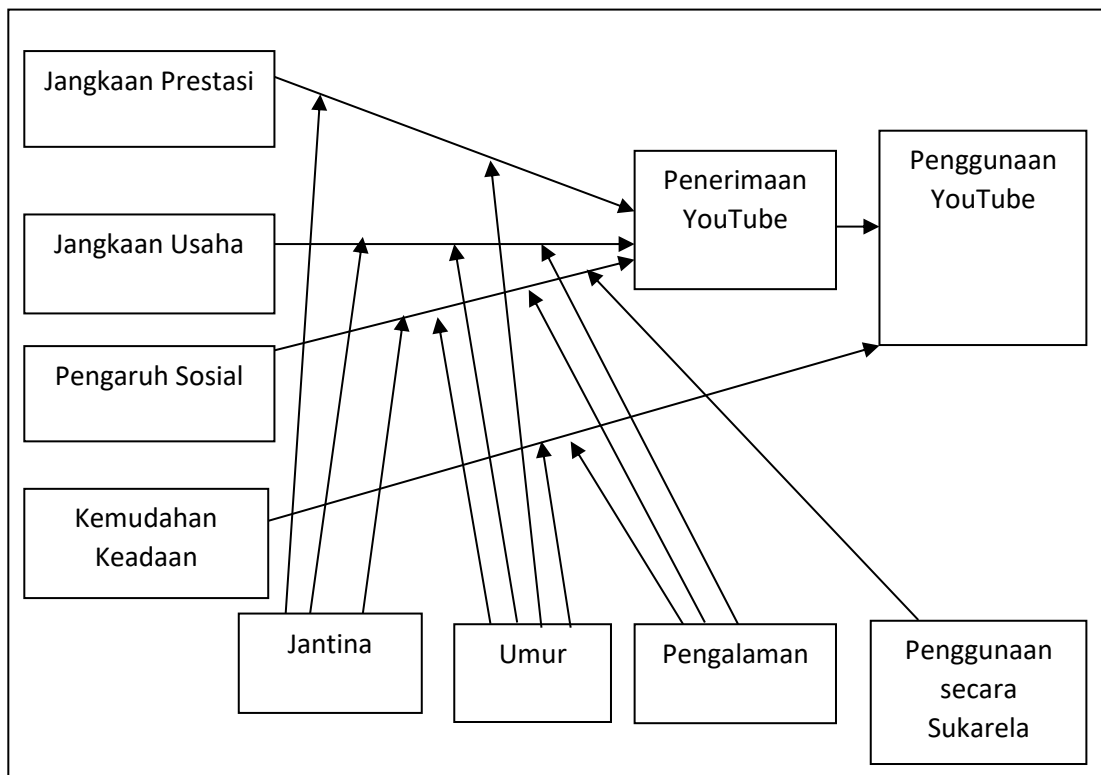 Jangkaan Prestasi
Penerimaan
YouTube
Penggunaan
YouTube
Jangkaan Usaha
Pengaruh Sosial
Kemudahan
Keadaan
Jantina
Umur
Pengalaman
Penggunaan
secara
Sukarela